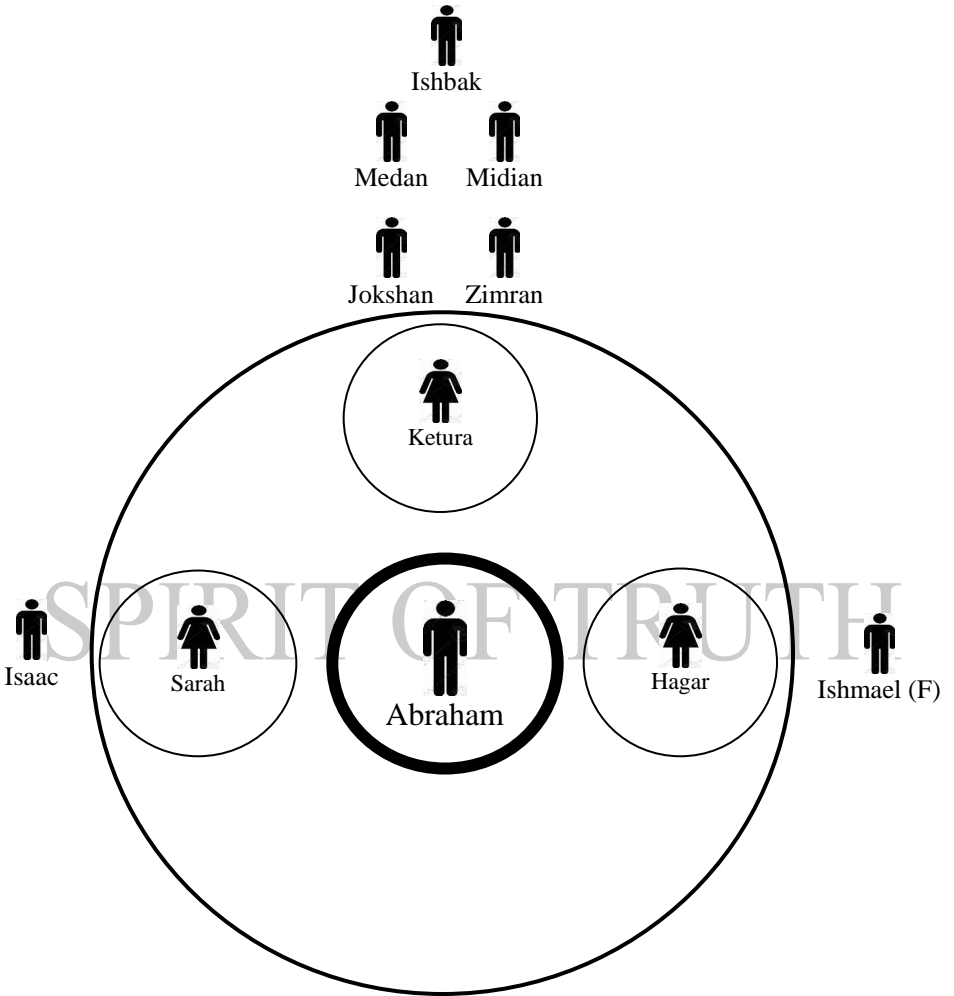 Ishbak
Medan Midian
Jokshan Zimran
Ketura
SPIRIT OF TRUTH
Isaac Sarah Abraham Hagar Ishmael (F)